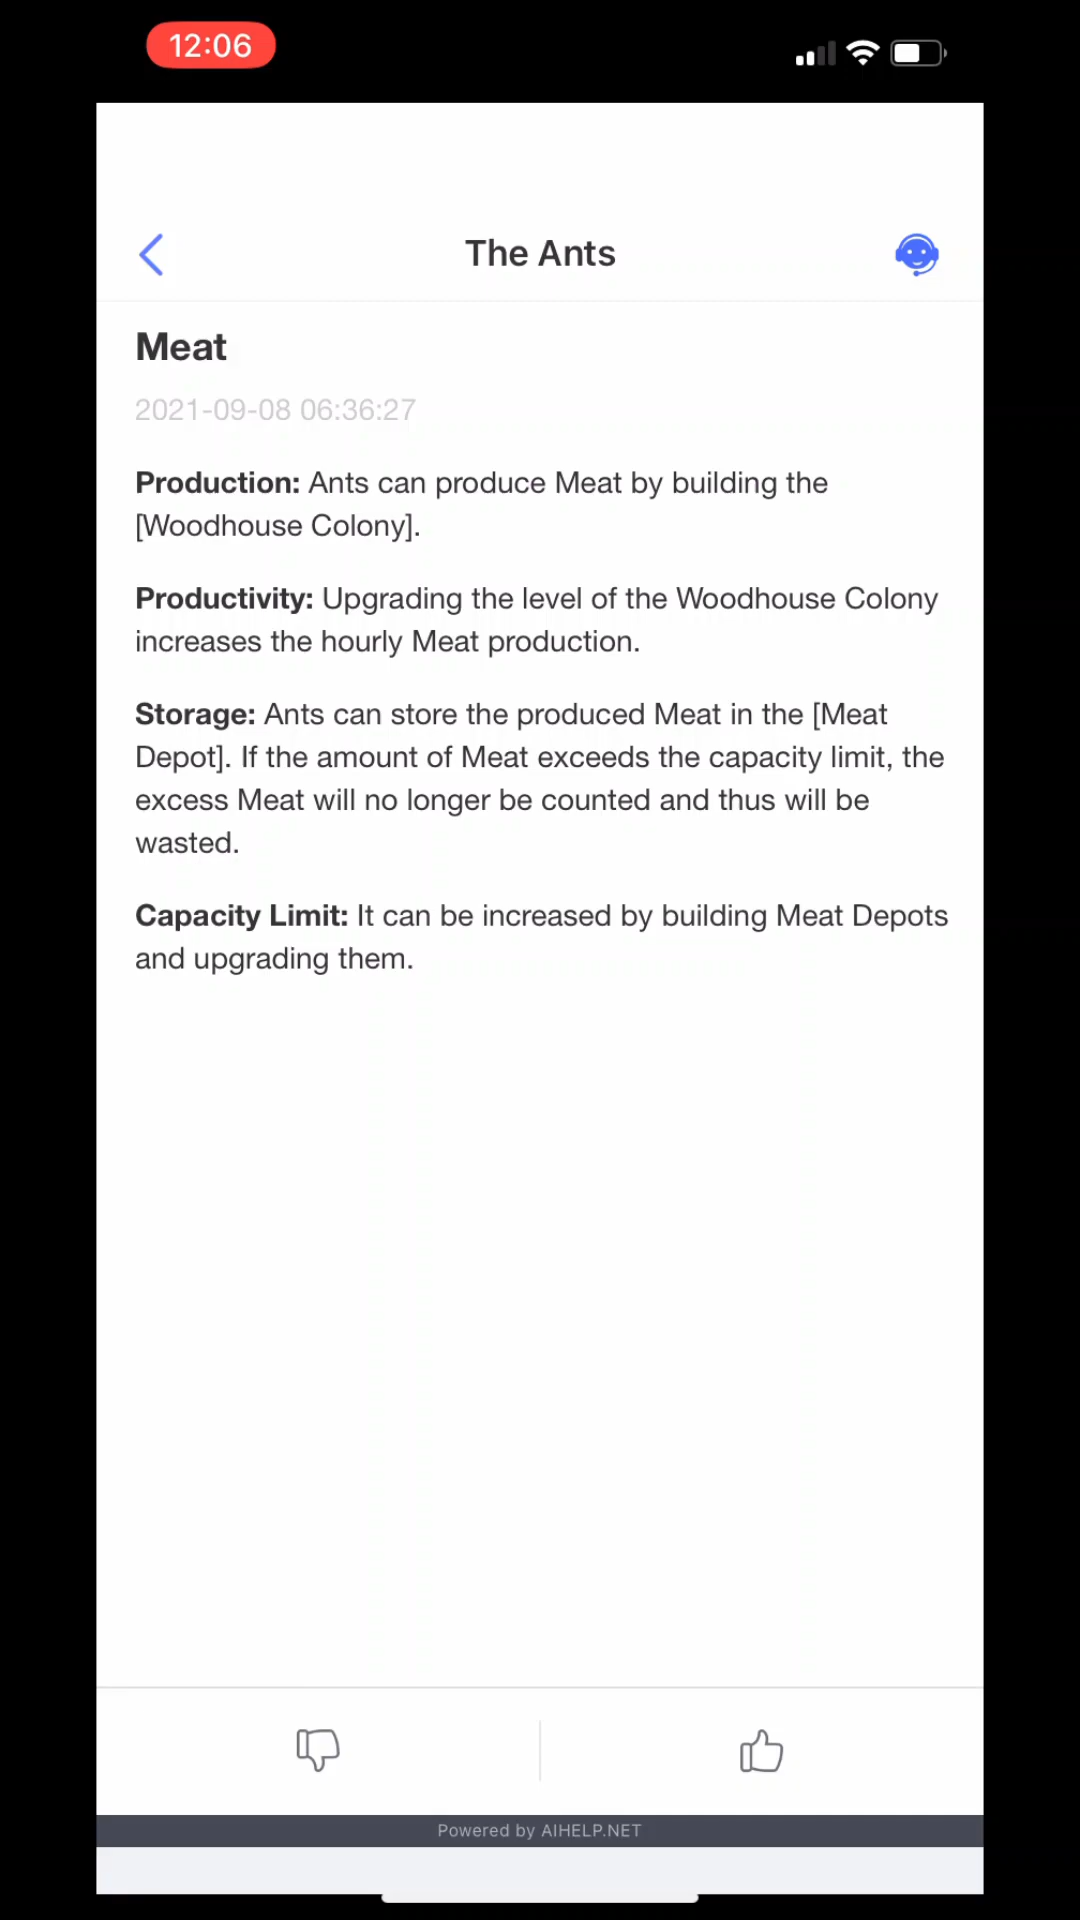 12:06
The Ants
Meat
2021-09-08 06:36:27
Production: Ants can produce Meat by building the
[Woodhouse Colony].
Productivity: Upgrading the level of the Woodhouse Colony
increases the hourly Meat production.
Storage: Ants can store the produced Meat in the [Meat
Depot]. If the amount of Meat exceeds the capacity limit, the
excess Meat will no longer be counted and thus will be
wasted.
Capacity Limit: It can be increased by building Meat Depots
and upgrading them.
Powered by AIHELP.NET